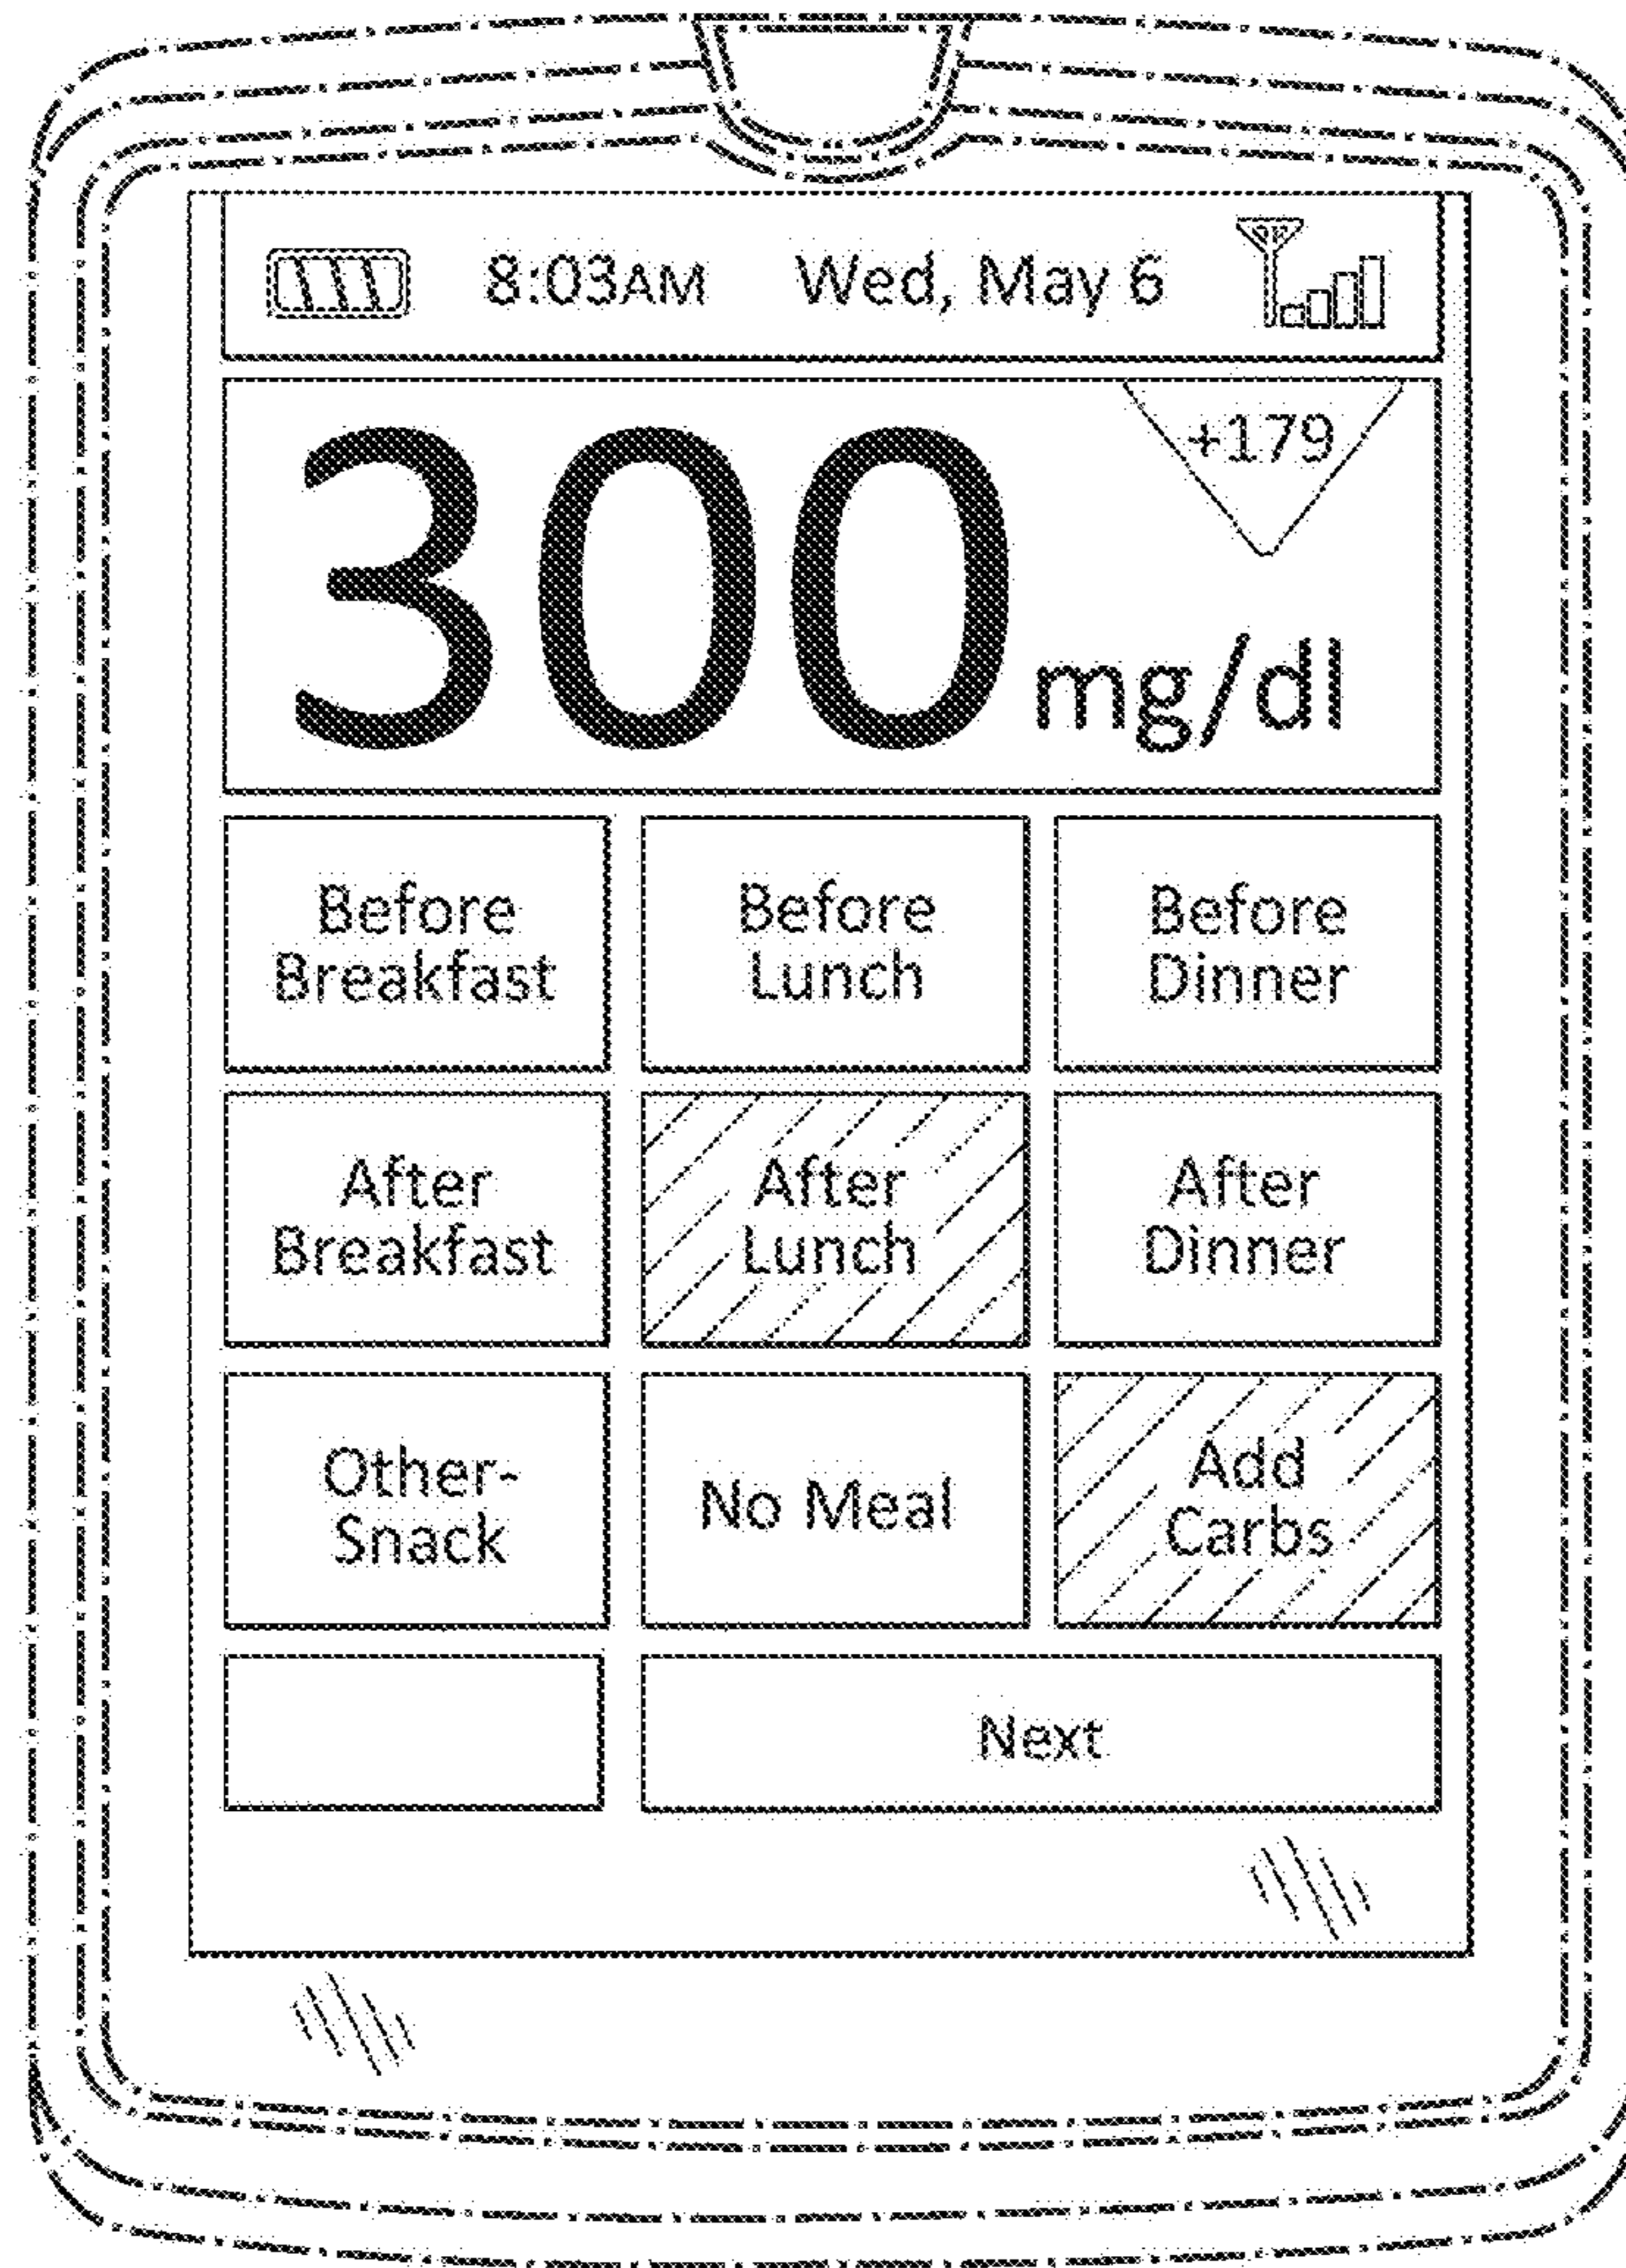 8:03AM Wed, May 6
+179
300 mg/dl
Before
Breakfast
Before
Lunch
Before
Dinner
After
Breakfast
After
Lunch
After
Dinner
Other-
Snack
No Meal
Add
Carbs
Next